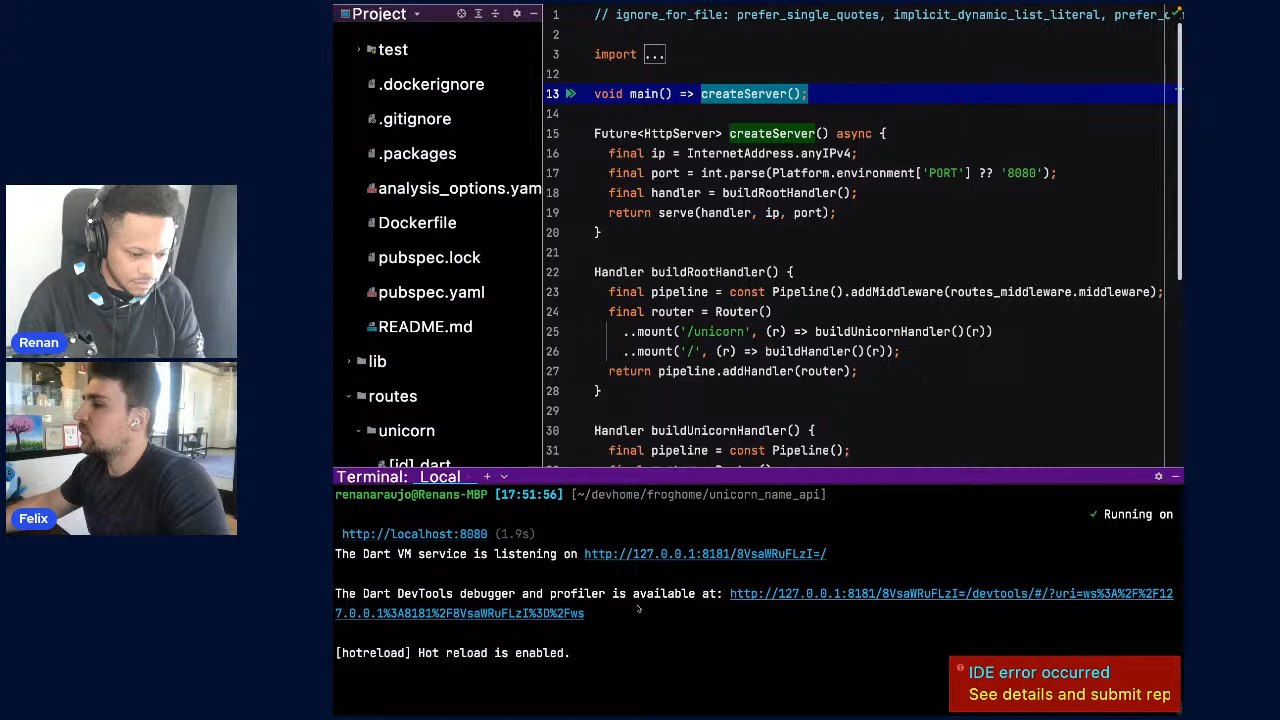 Project
test
.dockerignore
.gitignore
.packages
analysis_options.yam
Dockerfile
pubspec.lock
pubspec.yaml
README.md
lib
routes
unicorn
[id].dart
1 // ignore_for_file: prefer_single_quotes, implicit_dynamic_list_literal,
2
3 import ...
12
13 void main() => createServer();
14
15 Future<HttpServer> createServer() async {
16 final ip = InternetAddress.anyIPv4;
17 final port = int.parse(Platform.environment['PORT'] ?? '8080');
18 final handler = buildRootHandler();
19 return serve(handler, ip, port);
20 }
21
22 Handler buildRootHandler() {
23 final pipeline = const Pipeline().addMiddleware(routes_middleware.middleware);
24 final router = Router()
25 ..mount('/unicorn', (r) => buildUnicornHandler()(r))
26 ..mount('/', (r) => buildHandler()(r));
27 return pipeline.addHandler(router);
28 }
29
30 Handler buildUnicornHandler() {
31 final pipeline = const Pipeline();
Renan
Felix
Terminal: Local
renanaraujo@Renans-MBP [17:51:56] [~/devhome/froghome/unicorn_name_api]
✓ Running on
http://localhost:8080 (1.9s)
The Dart VM service is listening on http://127.0.0.1:8181/8VsaWRuFLzI=/
The Dart DevTools debugger and profiler is available at: http://127.0.0.1:8181/8VsaWRuFLzI=/devtools/#/?uri=ws%3A%2F%2F12
7.0.0.1%3A8181%2F8VsaWRuFLzI%3D%2Fws
[hotreload] Hot reload is enabled.
IDE error occurred
See details and submit rep